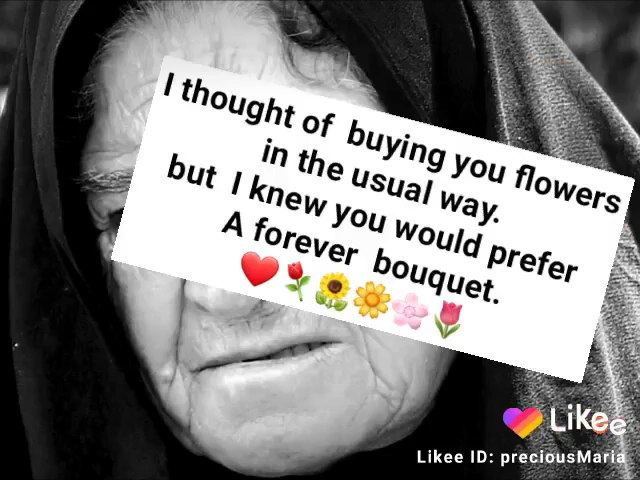 I thought of buying you flowers
in the usual way.
but I knew you would prefer
A forever bouquet.
❤️🌹🌻🌼🌸🌷
Likee
Likee ID: preciousMaria